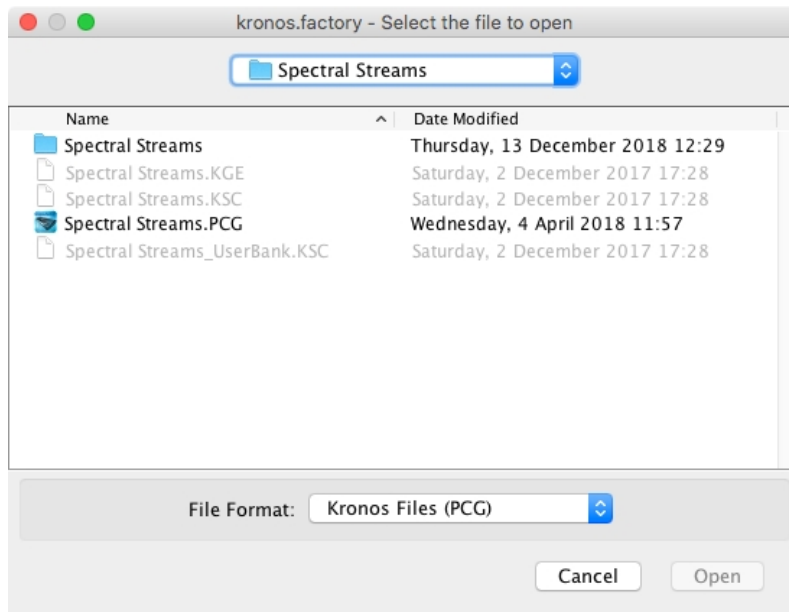 kronos.factory - Select the file to open
Spectral Streams
Name Date Modified
Spectral Streams Thursday, 13 December 2018 12:29
Spectral Streams.KGE Saturday, 2 December 2017 17:28
Spectral Streams.KSC Saturday, 2 December 2017 17:28
Spectral Streams.PCG Wednesday, 4 April 2018 11:57
Spectral Streams_UserBank.KSC Saturday, 2 December 2017 17:28
File Format: Kronos Files (PCG)
Cancel Open